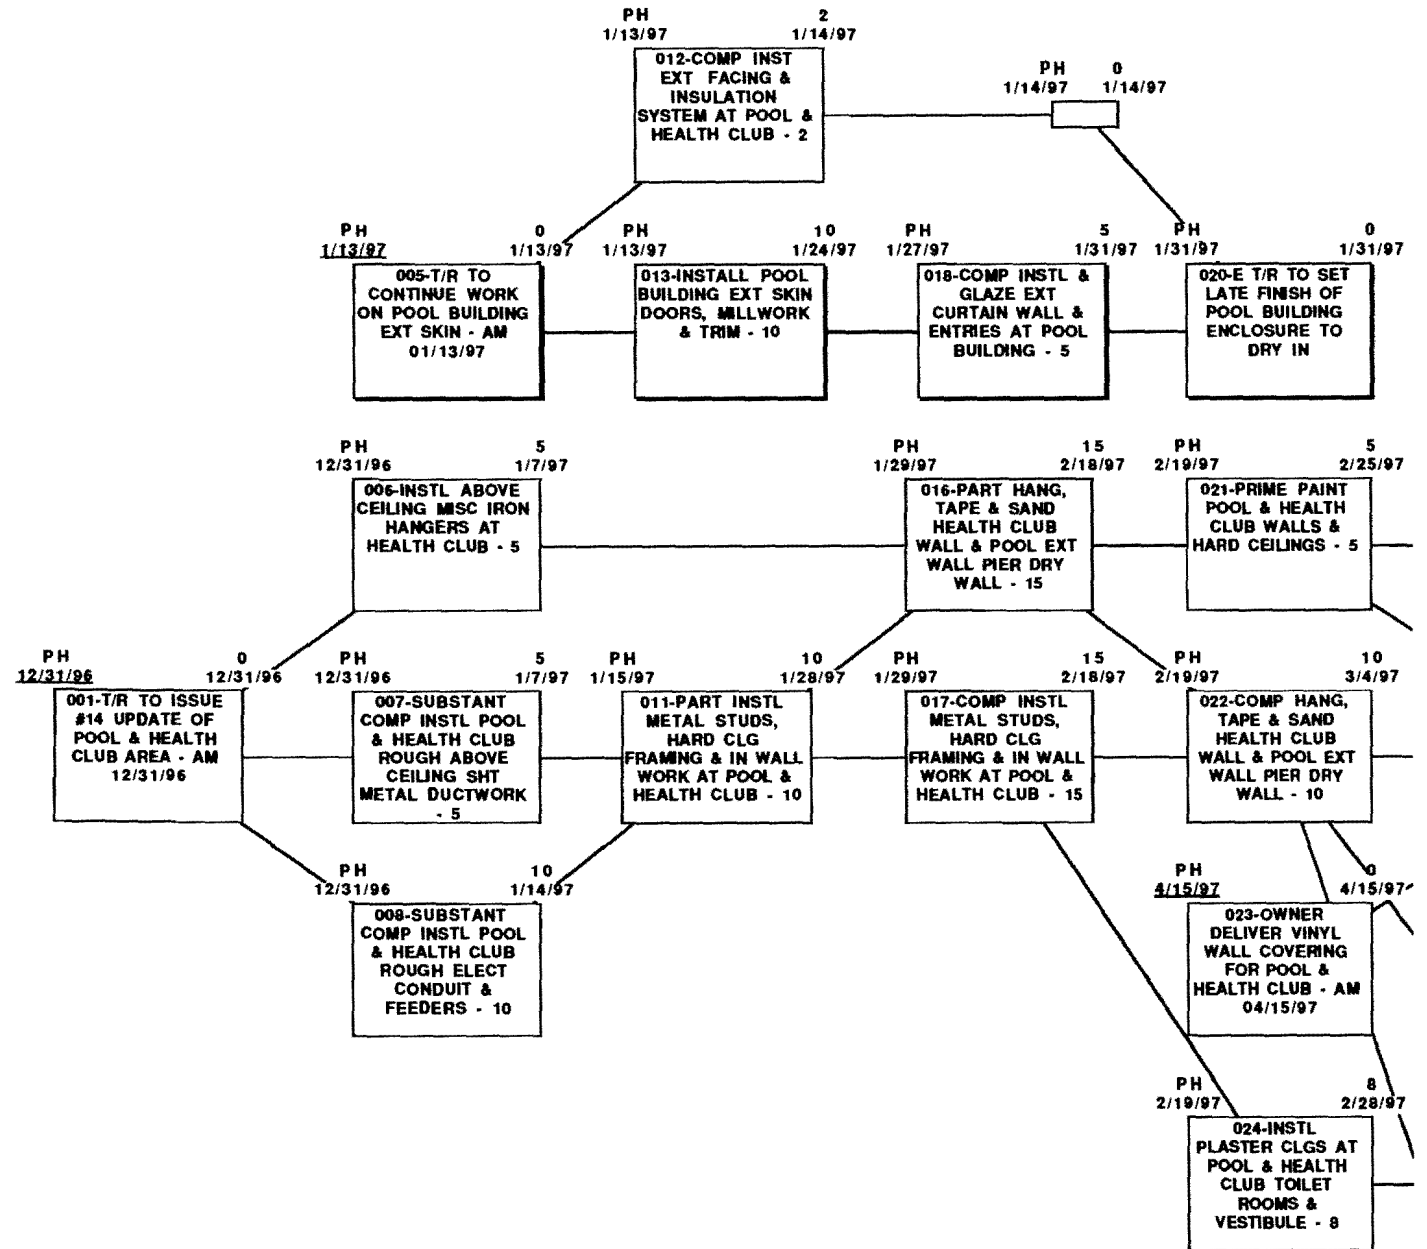 PH 2
1/13/97 1/14/97
012-COMP INST
EXT FACING &
INSULATION
SYSTEM AT POOL &
HEALTH CLUB - 2
PH 0
1/14/97 1/14/97
PH 0
1/13/97 1/13/97
005-T/R TO
CONTINUE WORK
ON POOL BUILDING
EXT SKIN - AM
01/13/97
PH 10
1/13/97 1/24/97
013-INSTALL POOL
BUILDING EXT SKIN
DOORS, MILLWORK
& TRIM - 10
PH 5
1/27/97 1/31/97
018-COMP INSTL &
GLAZE EXT
CURTAIN WALL &
ENTRIES AT POOL
BUILDING - 5
PH 0
1/31/97 1/31/97
020-E T/R TO SET
LATE FINISH OF
POOL BUILDING
ENCLOSURE TO
DRY IN
PH 5
12/31/96 1/7/97
006-INSTL ABOVE
CEILING MISC IRON
HANGERS AT
HEALTH CLUB - 5
PH 15
1/29/97 2/18/97
016-PART HANG,
TAPE & SAND
HEALTH CLUB
WALL & POOL EXT
WALL PIER DRY
WALL - 15
PH 5
2/19/97 2/25/97
021-PRIME PAINT
POOL & HEALTH
CLUB WALLS &
HARD CEILINGS - 5
PH 0
12/31/96 12/31/96
001-T/R TO ISSUE
#14 UPDATE OF
POOL & HEALTH
CLUB AREA - AM
12/31/96
PH 5
12/31/96 1/7/97
007-SUBSTANT
COMP INSTL POOL
& HEALTH CLUB
ROUGH ABOVE
CEILING SHT
METAL DUCTWORK
- 5
PH 10
1/15/97 1/28/97
011-PART INSTL
METAL STUDS,
HARD CLG
FRAMING & IN WALL
WORK AT POOL &
HEALTH CLUB - 10
PH 15
1/29/97 2/18/97
017-COMP INSTL
METAL STUDS,
HARD CLG
FRAMING & IN WALL
WORK AT POOL &
HEALTH CLUB - 15
PH 10
2/19/97 3/4/97
022-COMP HANG,
TAPE & SAND
HEALTH CLUB
WALL & POOL EXT
WALL PIER DRY
WALL - 10
PH 10
12/31/96 1/14/97
008-SUBSTANT
COMP INSTL POOL
& HEALTH CLUB
ROUGH ELECT
CONDUIT &
FEEDERS - 10
PH 0
4/15/97 4/15/97
023-OWNER
DELIVER VINYL
WALL COVERING
FOR POOL &
HEALTH CLUB - AM
04/15/97
PH 8
2/19/97 2/28/97
024-INSTL
PLASTER CLGS AT
POOL & HEALTH
CLUB TOILET
ROOMS &
VESTIBULE - 8